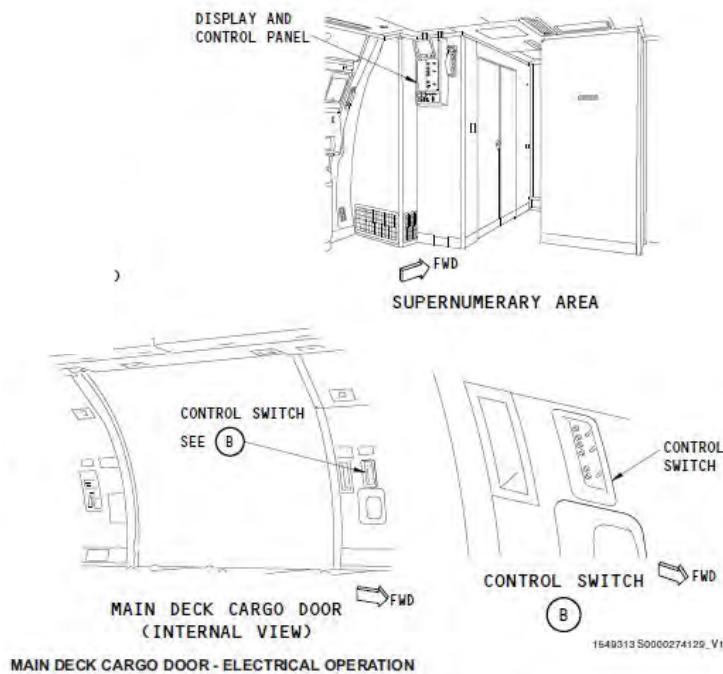 DISPLAY AND
CONTROL PANEL
FWD
SUPERNUMERARY AREA
)
CONTROL SWITCH
SEE B
CONTROL
SWITCH
FWD
MAIN DECK CARGO DOOR
(INTERNAL VIEW)
FWD
CONTROL SWITCH
B
1549313 S0000274129_V1
MAIN DECK CARGO DOOR - ELECTRICAL OPERATION